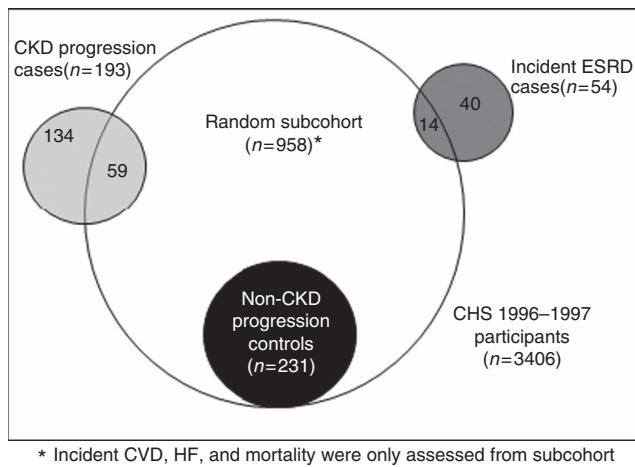 CKD progression
cases(n=193)
134
59
Random subcohort
(n=958)*
Incident ESRD
cases(n=54)
40
14
Non-CKD
progression
controls
(n=231)
CHS 1996–1997
participants
(n=3406)
* Incident CVD, HF, and mortality were only assessed from subcohort